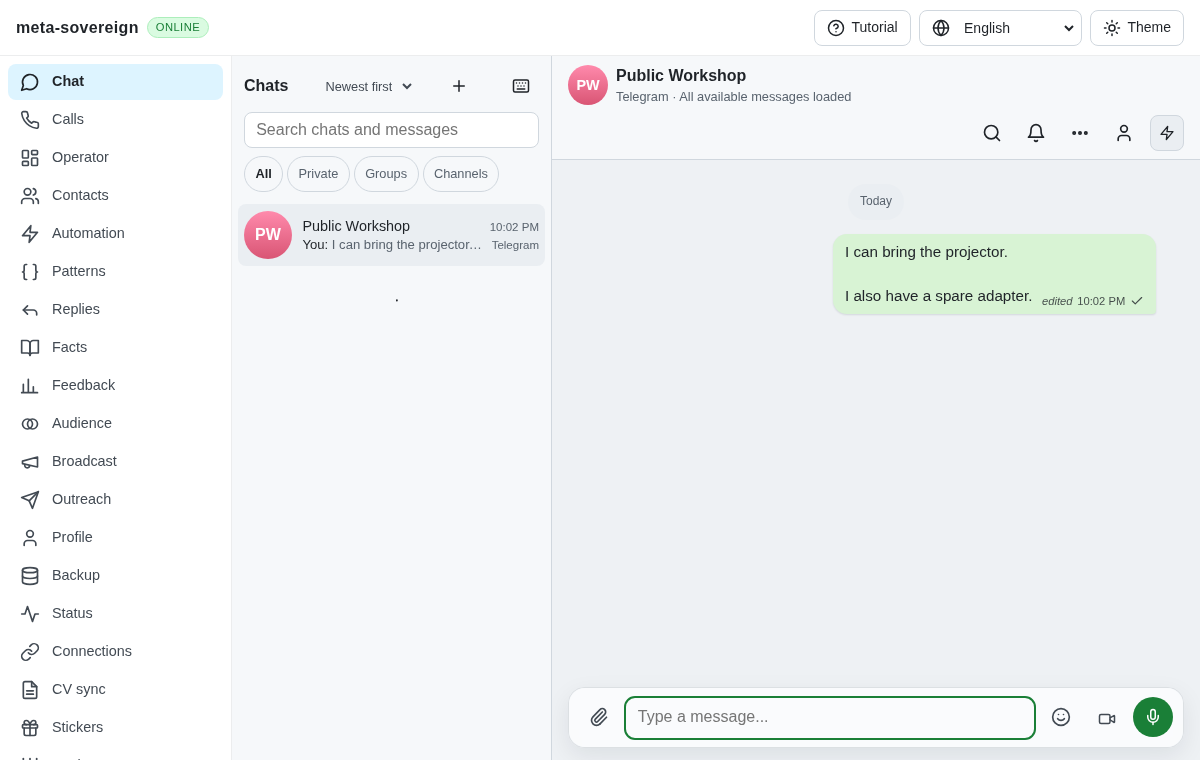 meta-sovereign ONLINE
Tutorial
English
Theme
Chat
Calls
Operator
Contacts
Automation
Patterns
Replies
Facts
Feedback
Audience
Broadcast
Outreach
Profile
Backup
Status
Connections
CV sync
Stickers
Chats
Newest first
Search chats and messages
All Private Groups Channels
PW
Public Workshop 10:02 PM
You: I can bring the projector... Telegram
.
PW
Public Workshop
Telegram · All available messages loaded
Today
I can bring the projector.
I also have a spare adapter. edited 10:02 PM
Type a message...